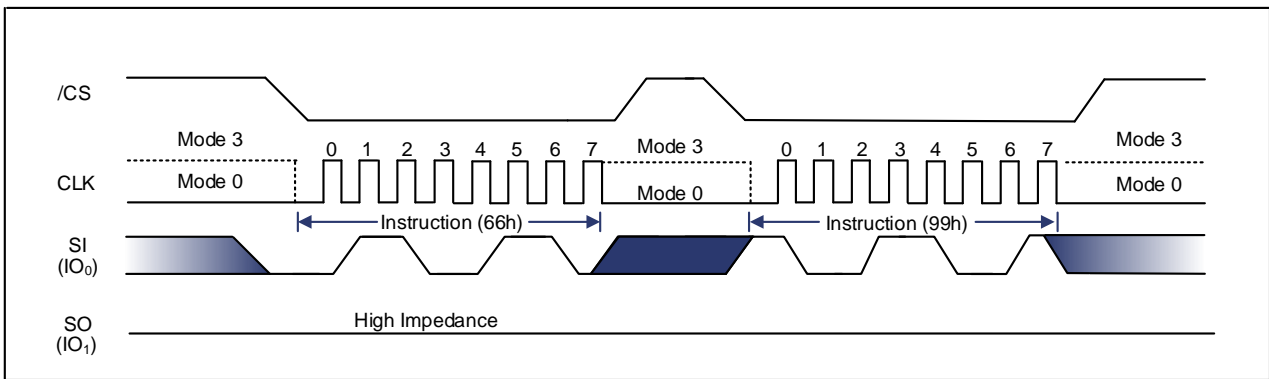 /CS
Mode 3 Mode 3 Mode 3
0 1 2 3 4 5 6 7 0 1 2 3 4 5 6 7
CLK Mode 0 Mode 0 Mode 0
Instruction (66h) Instruction (99h)
SI
(IO₀)
High Impedance
SO
(IO₁)